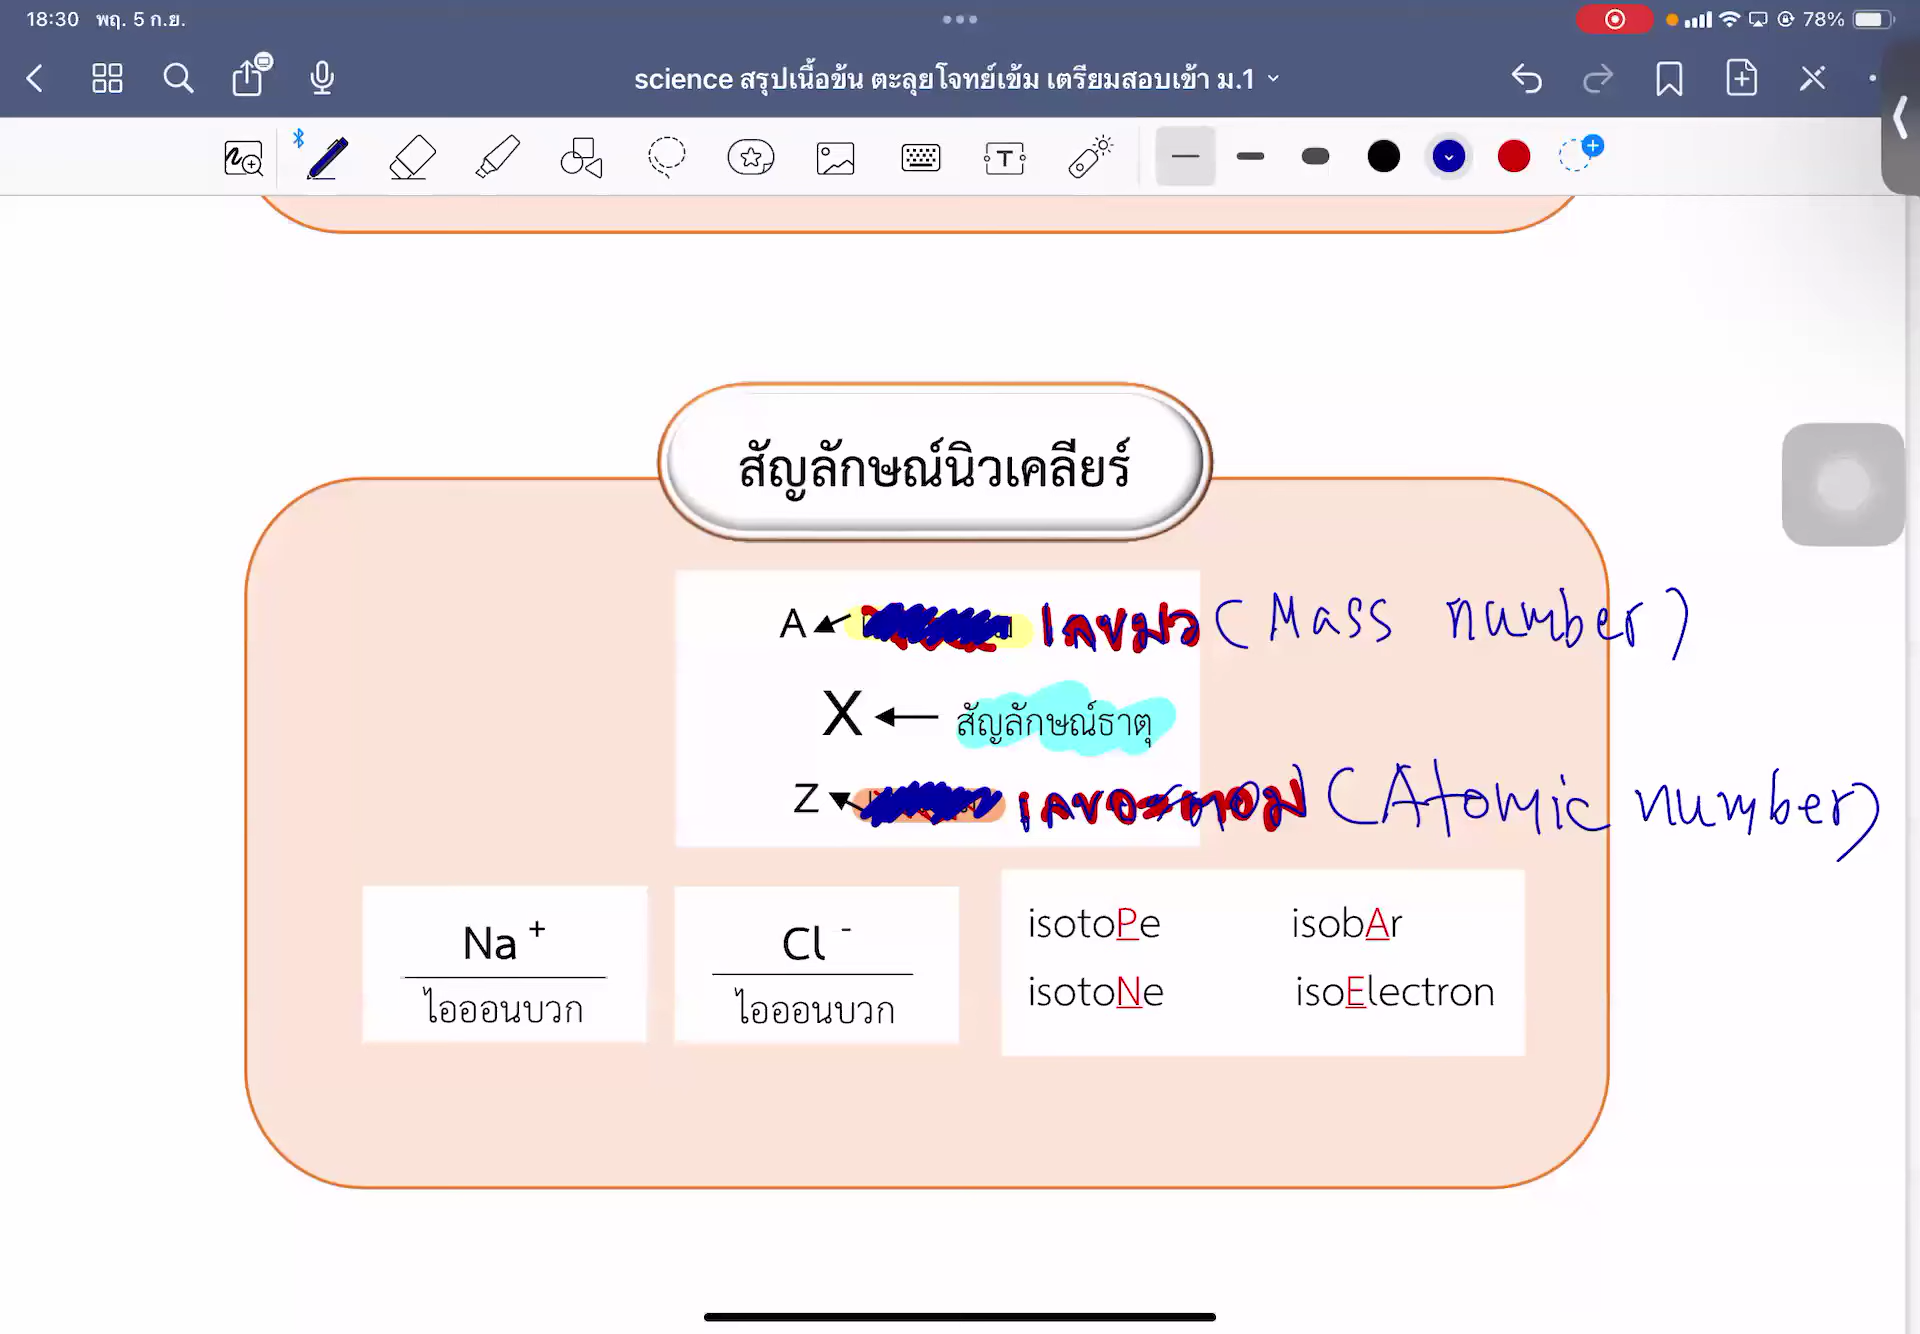 18:30 พฤ. 5 ก.ย.
78%
science สรุปเนื้อข้น ตะลุยโจทย์เข้ม เตรียมสอบเข้า ม.1
T
สัญลักษณ์นิวเคลียร์
A เลขมว (Mass number)
X สัญลักษณ์ธาตุ
Z เลขอะตอม (Atomic number)
Na +
ไอออนบวก
Cl -
ไอออนบวก
isotoPe isobAr
isotoNe isoElectron